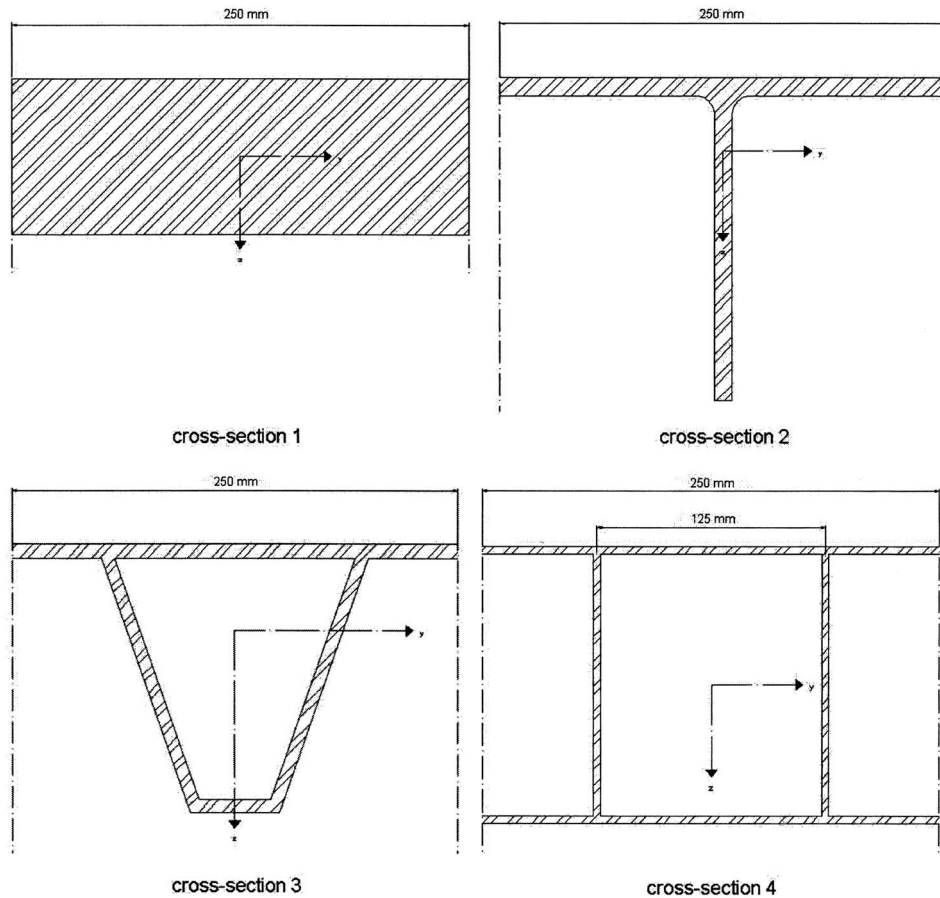 250 mm
250 mm
y
z
y
z
cross-section 1
cross-section 2
250 mm
250 mm
125 mm
y
z
y
z
cross-section 3
cross-section 4